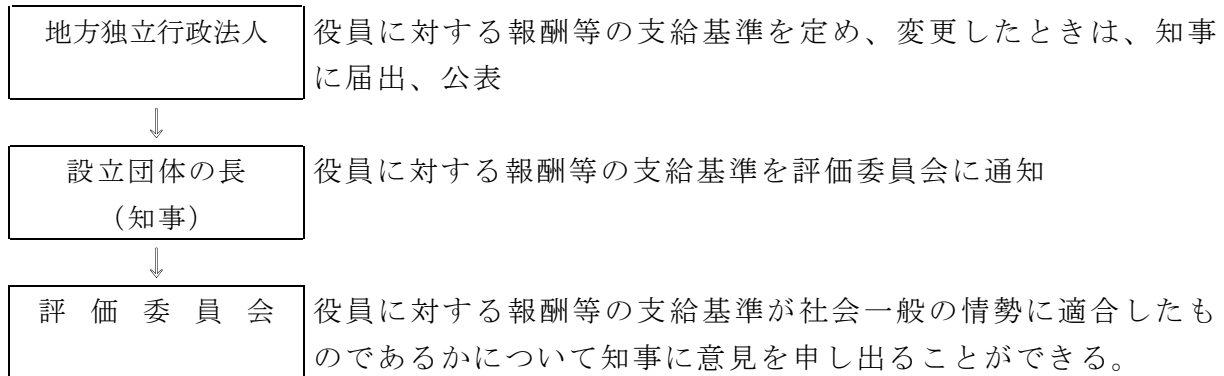 地方独立行政法人
役員に対する報酬等の支給基準を定め、変更したときは、知事
に届出、公表
⇓
設立団体の長
（知事）
役員に対する報酬等の支給基準を評価委員会に通知
⇓
評価委員会
役員に対する報酬等の支給基準が社会一般の情勢に適合したも
のであるかについて知事に意見を申し出ることができる。